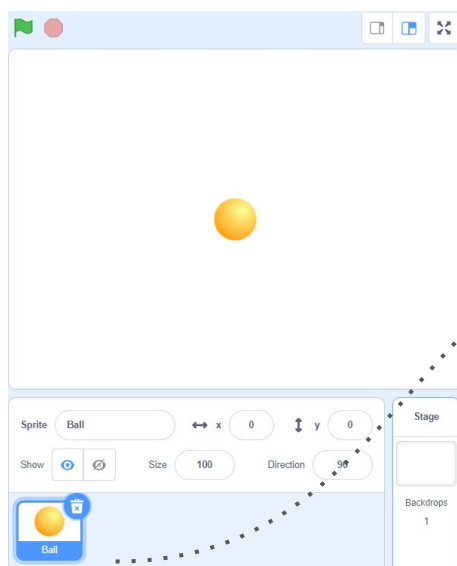 Sprite Ball x 0 y 0
Show Size 100 Direction 90
Ball
Stage
Backdrops
1